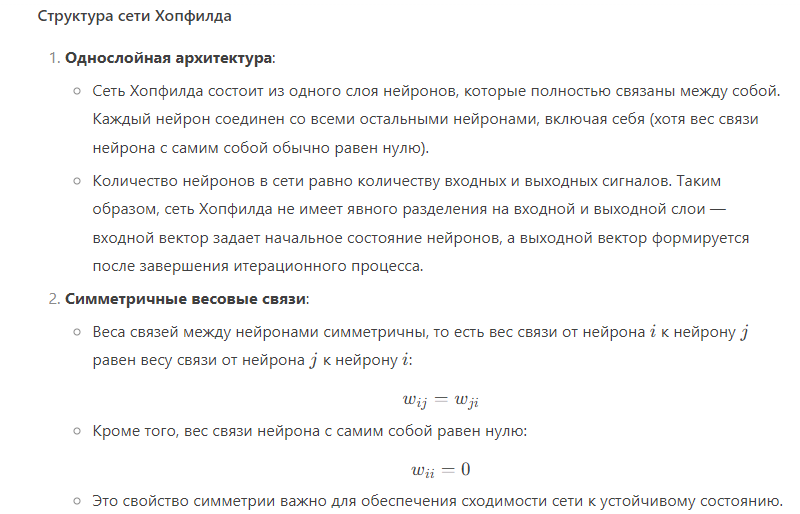 Структура сети Хопфилда
1. Однослойная архитектура:
Сеть Хопфилда состоит из одного слоя нейронов, которые полностью связаны между собой.
Каждый нейрон соединен со всеми остальными нейронами, включая себя (хотя вес связи
нейрона с самим собой обычно равен нулю).
Количество нейронов в сети равно количеству входных и выходных сигналов. Таким
образом, сеть Хопфилда не имеет явного разделения на входной и выходной слои —
входной вектор задает начальное состояние нейронов, а выходной вектор формируется
после завершения итерационного процесса.
2. Симметричные весовые связи:
Веса связей между нейронами симметричны, то есть вес связи от нейрона i к нейрону j
равен весу связи от нейрона j к нейрону i:
w_{ij} = w_{ji}
Кроме того, вес связи нейрона с самим собой равен нулю:
w_{ii} = 0
Это свойство симметрии важно для обеспечения сходимости сети к устойчивому состоянию.